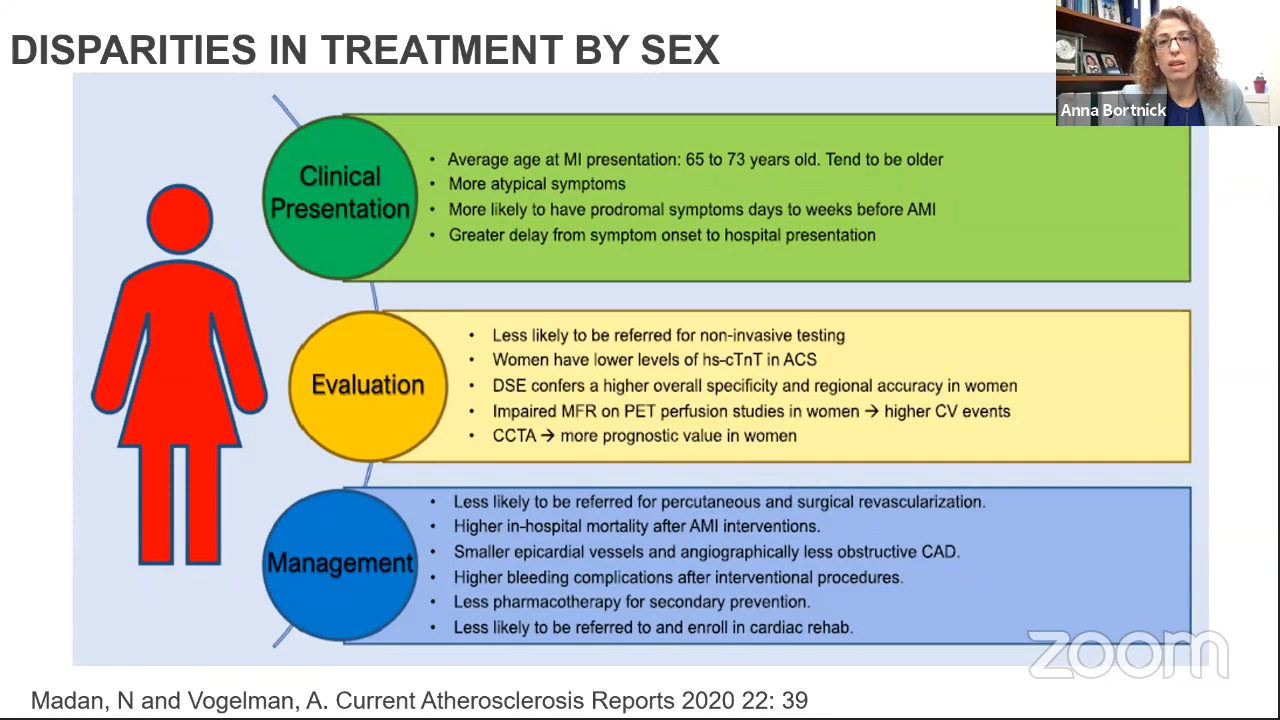 DISPARITIES IN TREATMENT BY SEX
Anna Bortnick
Clinical
Presentation
• Average age at MI presentation: 65 to 73 years old. Tend to be older
• More atypical symptoms
• More likely to have prodromal symptoms days to weeks before AMI
• Greater delay from symptom onset to hospital presentation
Evaluation
• Less likely to be referred for non-invasive testing
• Women have lower levels of hs-cTnT in ACS
• DSE confers a higher overall specificity and regional accuracy in women
• Impaired MFR on PET perfusion studies in women → higher CV events
• CCTA → more prognostic value in women
Management
• Less likely to be referred for percutaneous and surgical revascularization.
• Higher in-hospital mortality after AMI interventions.
• Smaller epicardial vessels and angiographically less obstructive CAD.
• Higher bleeding complications after interventional procedures.
• Less pharmacotherapy for secondary prevention.
• Less likely to be referred to and enroll in cardiac rehab.
zoom
Madan, N and Vogelman, A. Current Atherosclerosis Reports 2020 22: 39